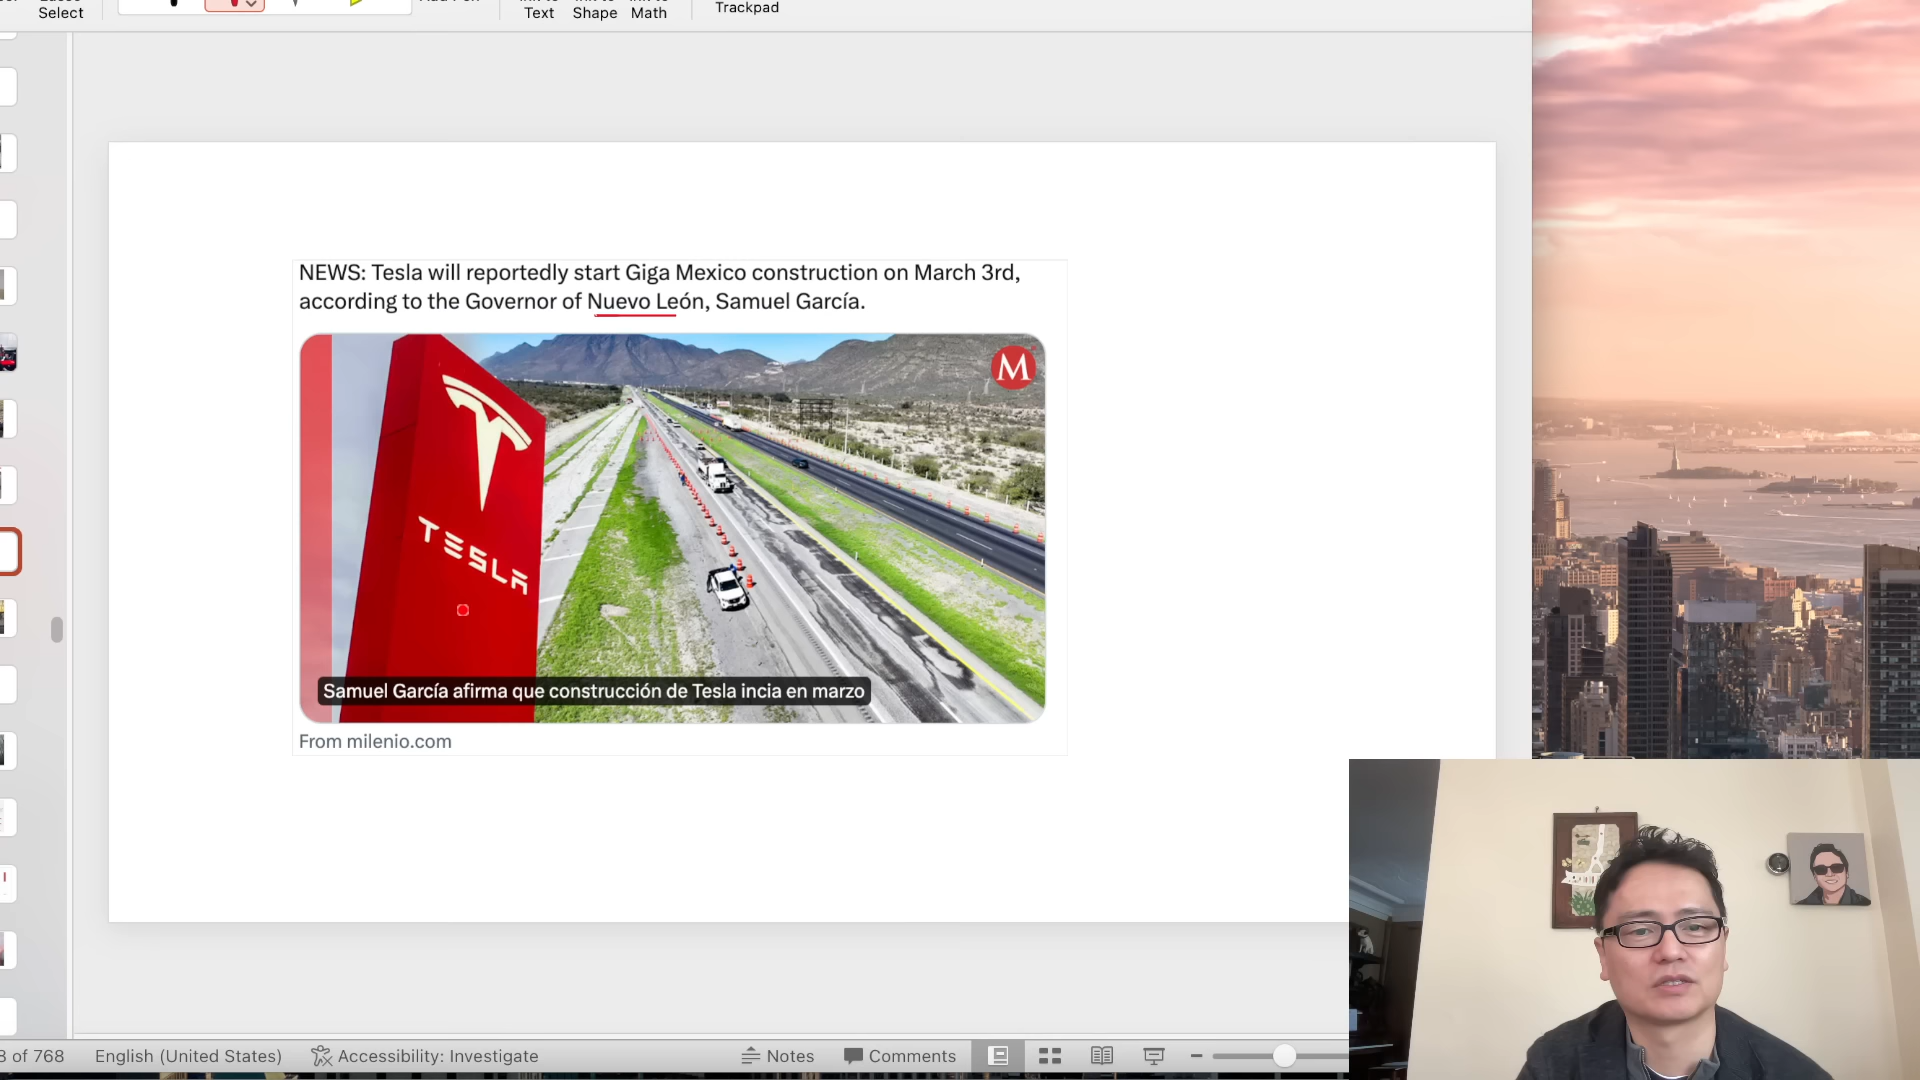 Select
Text
Shape
Math
Trackpad
NEWS: Tesla will reportedly start Giga Mexico construction on March 3rd,
according to the Governor of Nuevo León, Samuel García.
M
TESLA
Samuel García afirma que construcción de Tesla incia en marzo
From milenio.com
8 of 768
English (United States)
Accessibility: Investigate
Notes
Comments